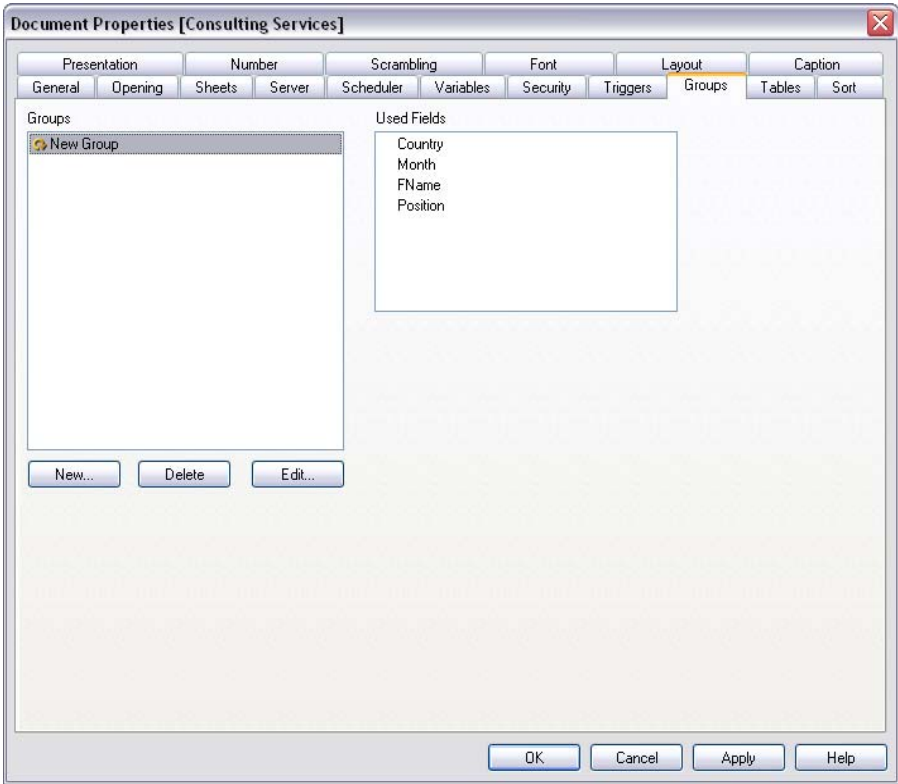 Document Properties [Consulting Services]
Presentation Number Scrambling Font Layout Caption
General Opening Sheets Server Scheduler Variables Security Triggers Groups Tables Sort
Groups Used Fields
New Group
Country
Month
FName
Position
New... Delete Edit...
OK Cancel Apply Help